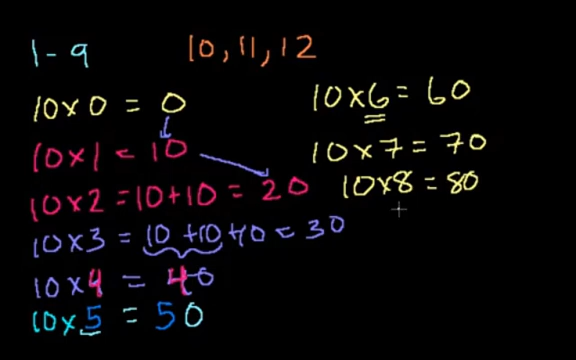 1-9
10, 11, 12
10×0 = 0
10×1 = 10
10×2 = 10+10 = 20
10×3 = 10+10+10 = 30
10×4 = 40
10×5 = 50
10×6 = 60
10×7 = 70
10×8 = 80